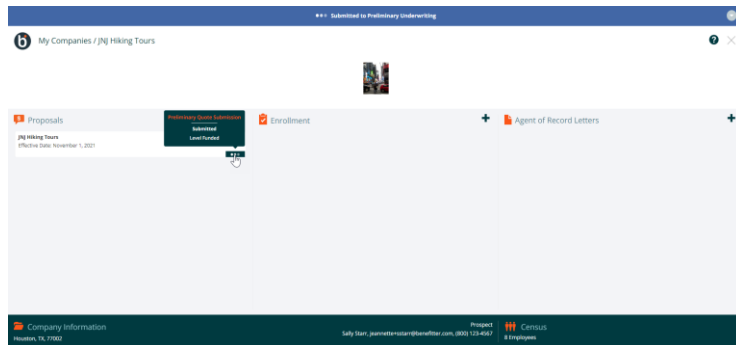 Submitted to Preliminary Underwriting
b
My Companies / JNJ Hiking Tours
?
Proposals
Preliminary Quote Submission
Submitted
Level Funded
JNJ Hiking Tours
Effective Date: November 1, 2021
Enrollment
+
Agent of Record Letters
+
Company Information
Houston, TX, 77002
Prospect
Sally Starr, jeannette+sstarr@benefitter.com, (800) 123-4567
Census
8 Employees